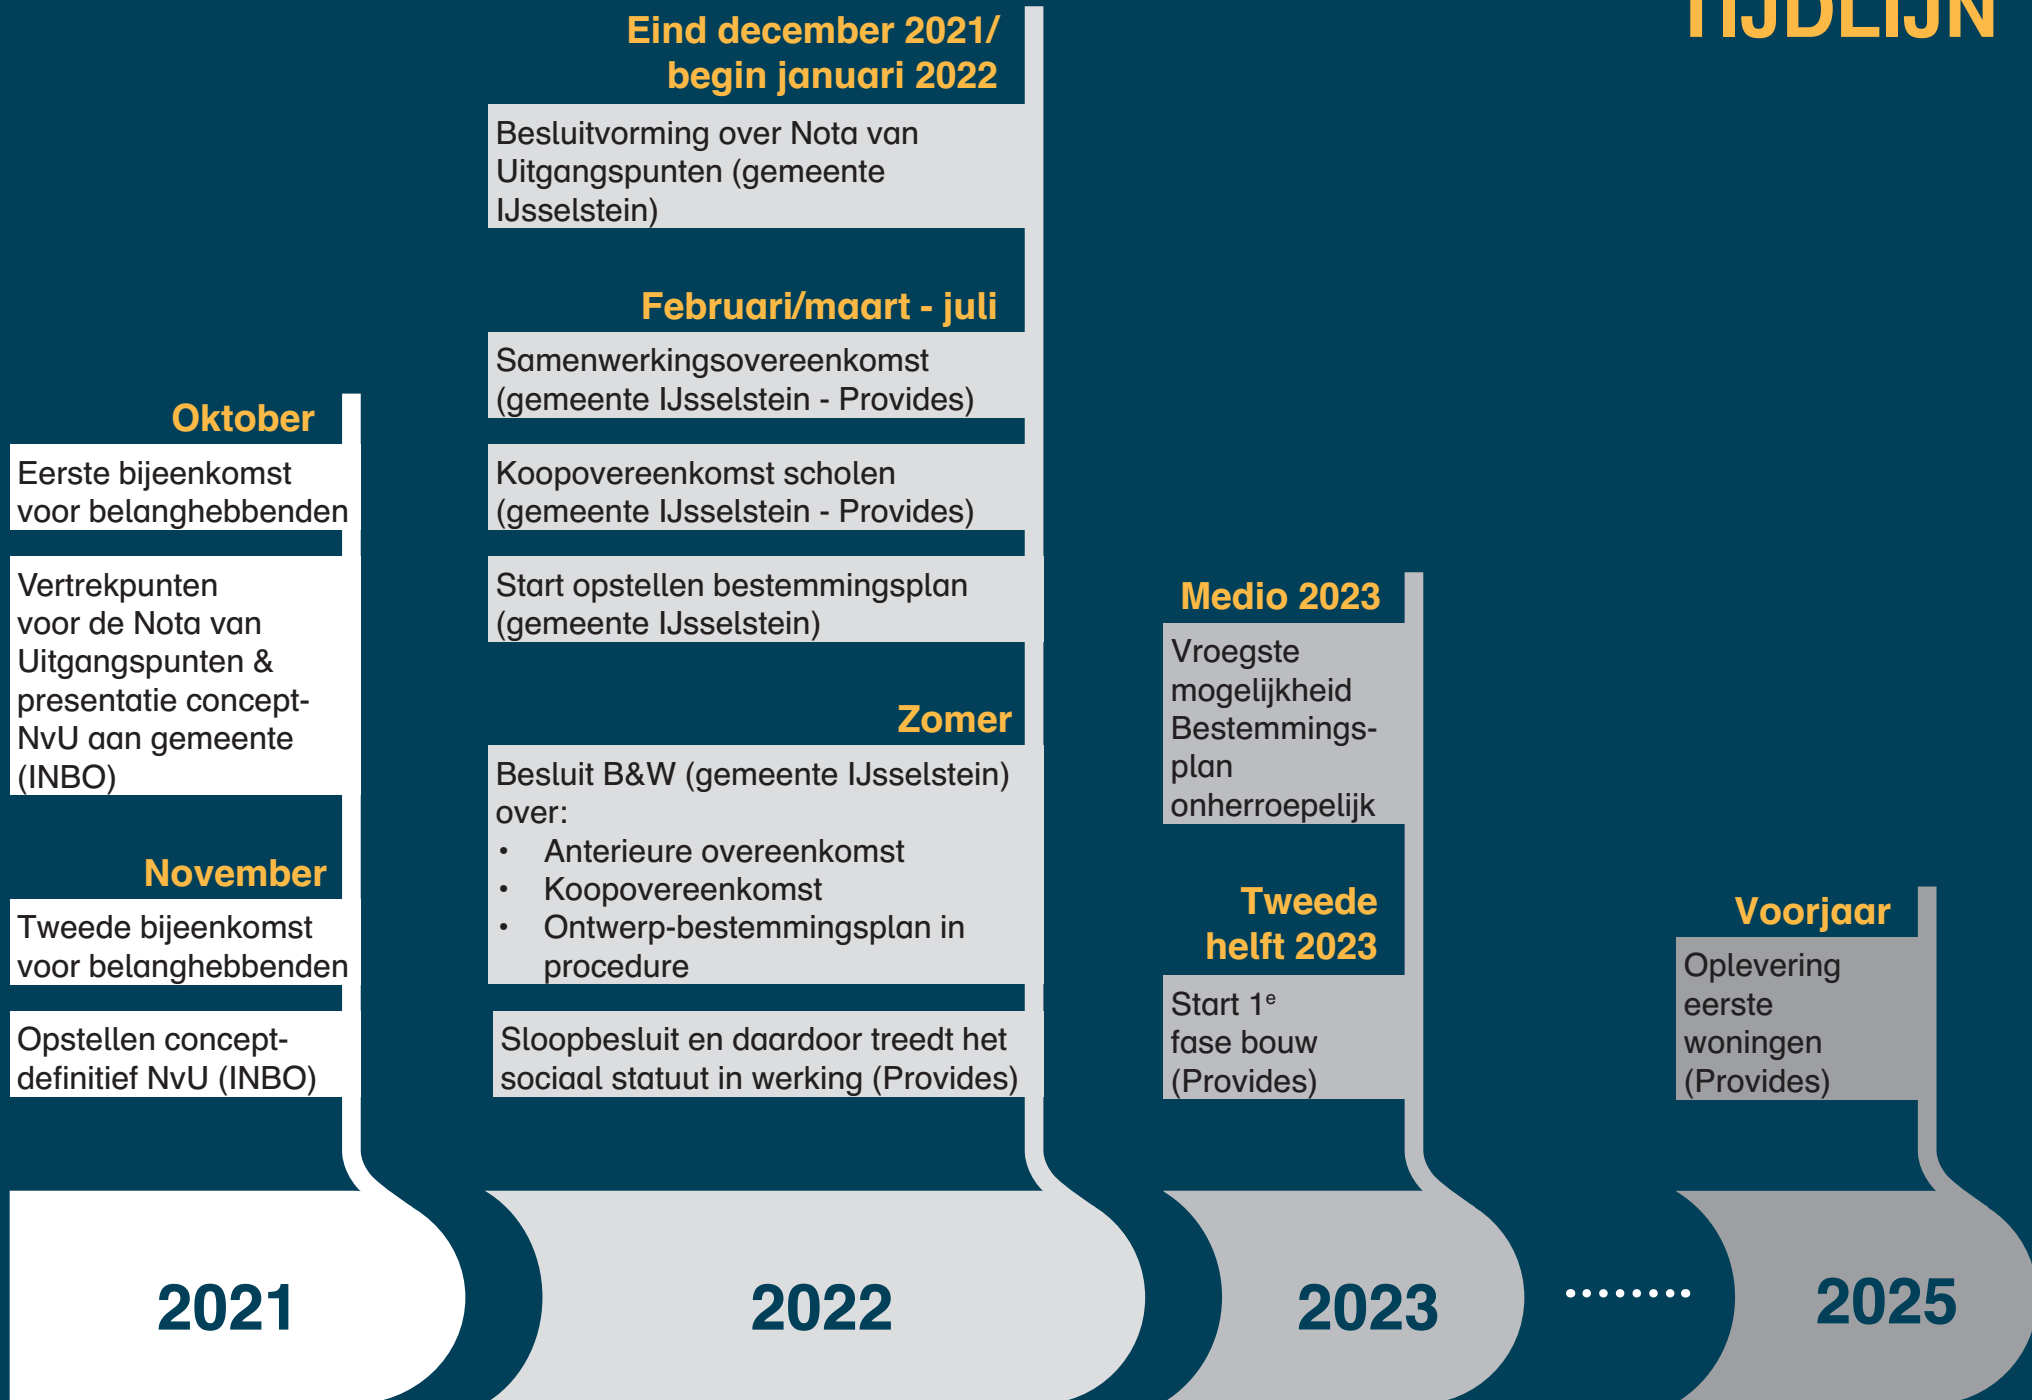 TIJDLIJN
Oktober
Eerste bijeenkomst
voor belanghebbenden
Vertrekpunten
voor de Nota van
Uitgangspunten &
presentatie concept-
NvU aan gemeente
(INBO)
November
Tweede bijeenkomst
voor belanghebbenden
Opstellen concept-
definitief NvU (INBO)
2021
Eind december 2021/
begin januari 2022
Besluitvorming over Nota van
Uitgangspunten (gemeente
IJsselstein)
Februari/maart - juli
Samenwerkingsovereenkomst
(gemeente IJsselstein - Provides)
Koopovereenkomst scholen
(gemeente IJsselstein - Provides)
Start opstellen bestemmingsplan
(gemeente IJsselstein)
Zomer
Besluit B&W (gemeente IJsselstein)
over:
• Anterieure overeenkomst
• Koopovereenkomst
• Ontwerp-bestemmingsplan in
procedure
Sloopbesluit en daardoor treedt het
sociaal statuut in werking (Provides)
2022
Medio 2023
Vroegste
mogelijkheid
Bestemmings-
plan
onherroepelijk
Tweede
helft 2023
Start 1e
fase bouw
(Provides)
2023
Voorjaar
Oplevering
eerste
woningen
(Provides)
2025